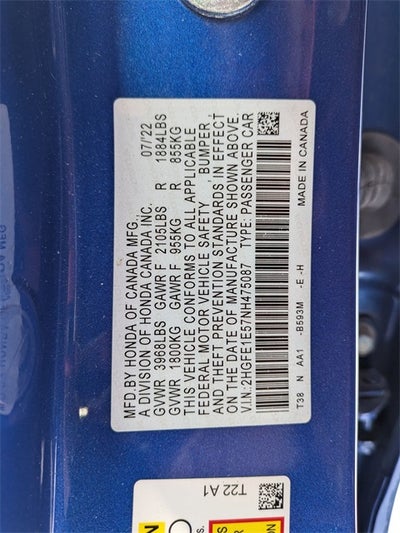 MFD.BY HONDA OF CANADA MFG., 07/'22
A DIVISION OF HONDA CANADA INC.
GVWR 3968LBS GAWR F 2105LBS R 1884LBS
GVWR 1800KG GAWR F 955KG R 855KG
THIS VEHICLE CONFORMS TO ALL APPLICABLE
FEDERAL MOTOR VEHICLE SAFETY, BUMPER,
AND THEFT PREVENTION STANDARDS, IN EFFECT
ON THE DATE OF MANUFACTURE SHOWN ABOVE.
V.I.N.:2HGFE1E57NH475087 TYPE: PASSENGER CAR
T38 N AA1 -B593M -E -H MADE IN CANADA
T22 A1